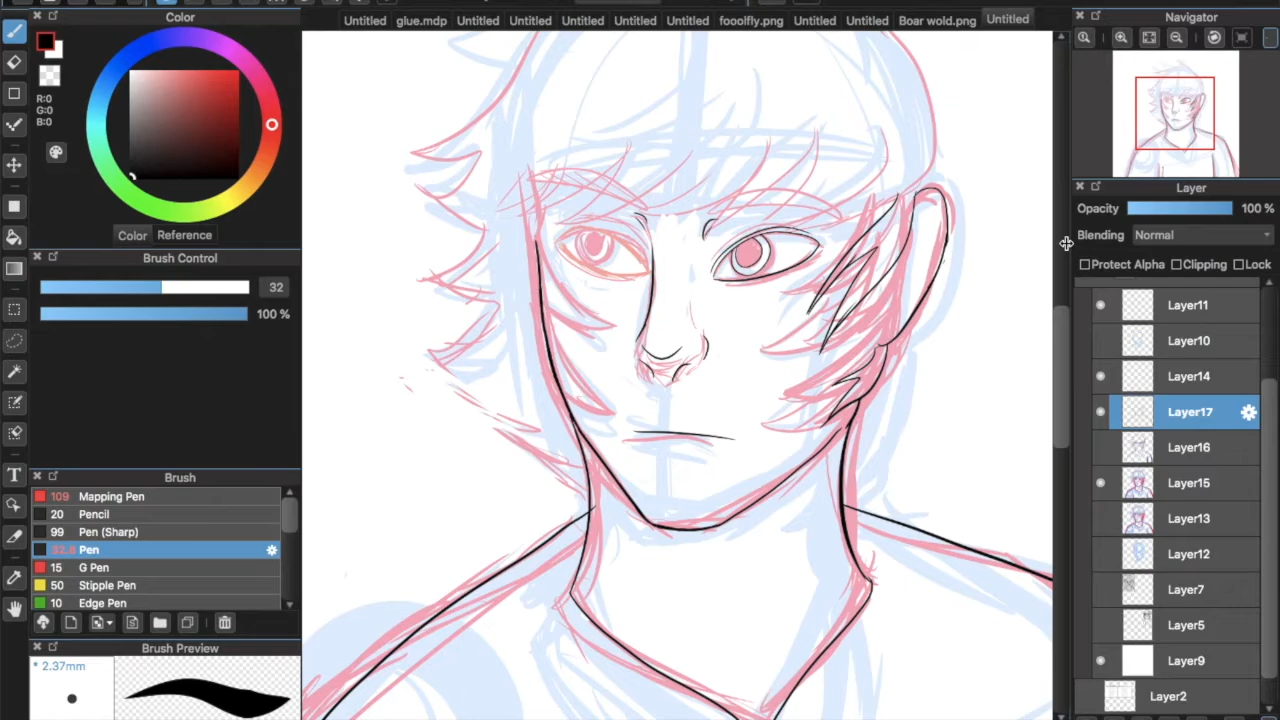 Color
R:0
G:0
B:0
Color Reference
Brush Control
32
100 %
Brush
109 Mapping Pen
20 Pencil
99 Pen (Sharp)
Pen
15 G Pen
50 Stipple Pen
10 Edge Pen
Brush Preview
* 2.37mm
Untitled glue.mdp Untitled Untitled Untitled Untitled Untitled fooolfly.png Untitled Untitled Boar wold.png Untitled
Navigator
Layer
Opacity 100 %
Blending Normal
Protect Alpha Clipping Lock
Layer11
Layer10
Layer14
Layer17
Layer16
Layer15
Layer13
Layer12
Layer7
Layer5
Layer9
Layer2